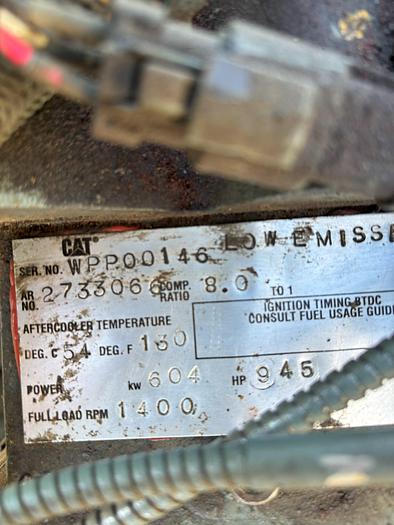 CAT®
LOW EMISS
SER. NO. WPP00146
AR NO. 2733066 COMP. RATIO 8.0 TO 1
IGNITION TIMING BTDC
CONSULT FUEL USAGE GUID
AFTERCOOLER TEMPERATURE
DEG. C 54 DEG. F 130
POWER kW 604 HP 945
FULL LOAD RPM 1400